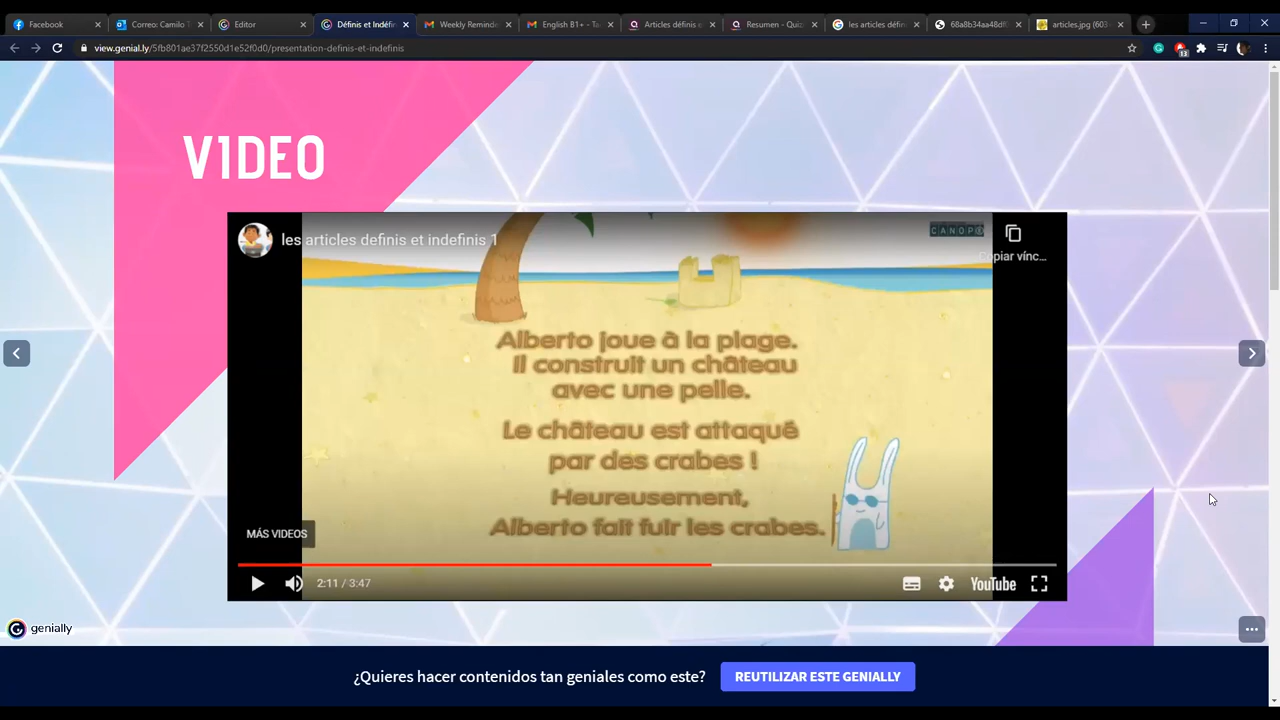 Facebook
Correo: Camilo T
Editor
Définis et Indéfin
Weekly Reminde
English B1+ - Ta
Articles définis e
Resumen - Quiz
les articles défini
68a8b34aa48df
articles.jpg (603
view.genial.ly/5fb801ae37f2550d1e52f0d0/presentation-definis-et-indefinis
13
V1DEO
les articles definis et indefinis 1
CANOPÉ
Copiar vínc...
Alberto joue à la plage.
Il construit un château
avec une pelle.
Le château est attaqué
par des crabes !
Heureusement,
Alberto fait fuir les crabes.
MÁS VIDEOS
2:11 / 3:47
YouTube
genially
¿Quieres hacer contenidos tan geniales como este?
REUTILIZAR ESTE GENIALLY